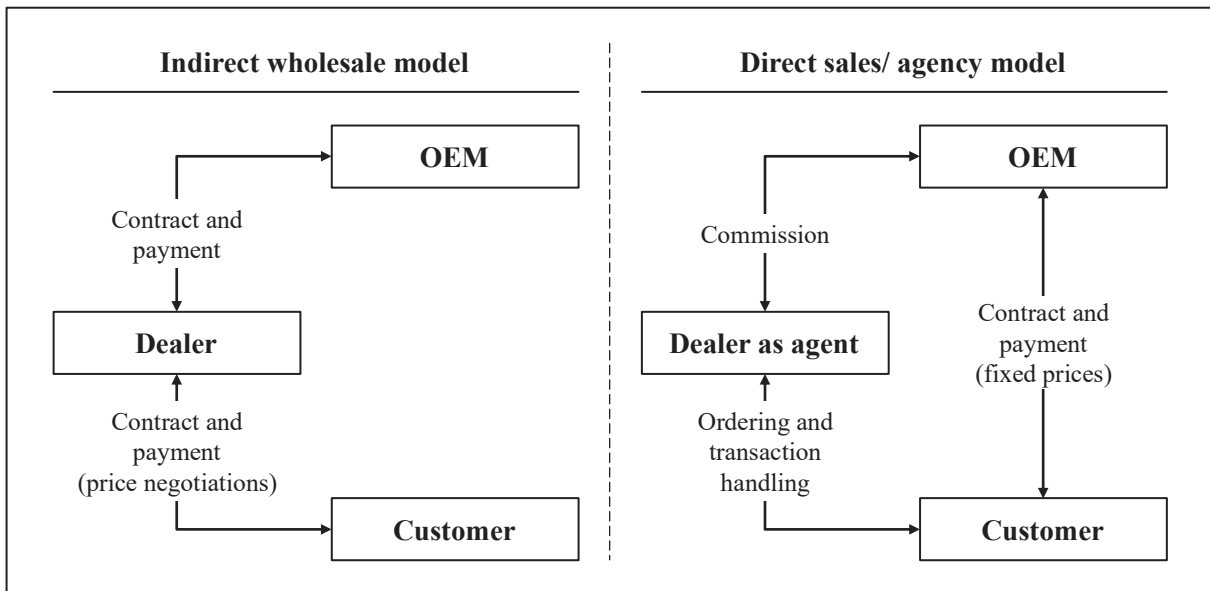 Indirect wholesale model
OEM
Contract and
payment
Dealer
Contract and
payment
(price negotiations)
Customer
Direct sales/ agency model
OEM
Commission
Dealer as agent
Contract and
payment
(fixed prices)
Ordering and
transaction
handling
Customer